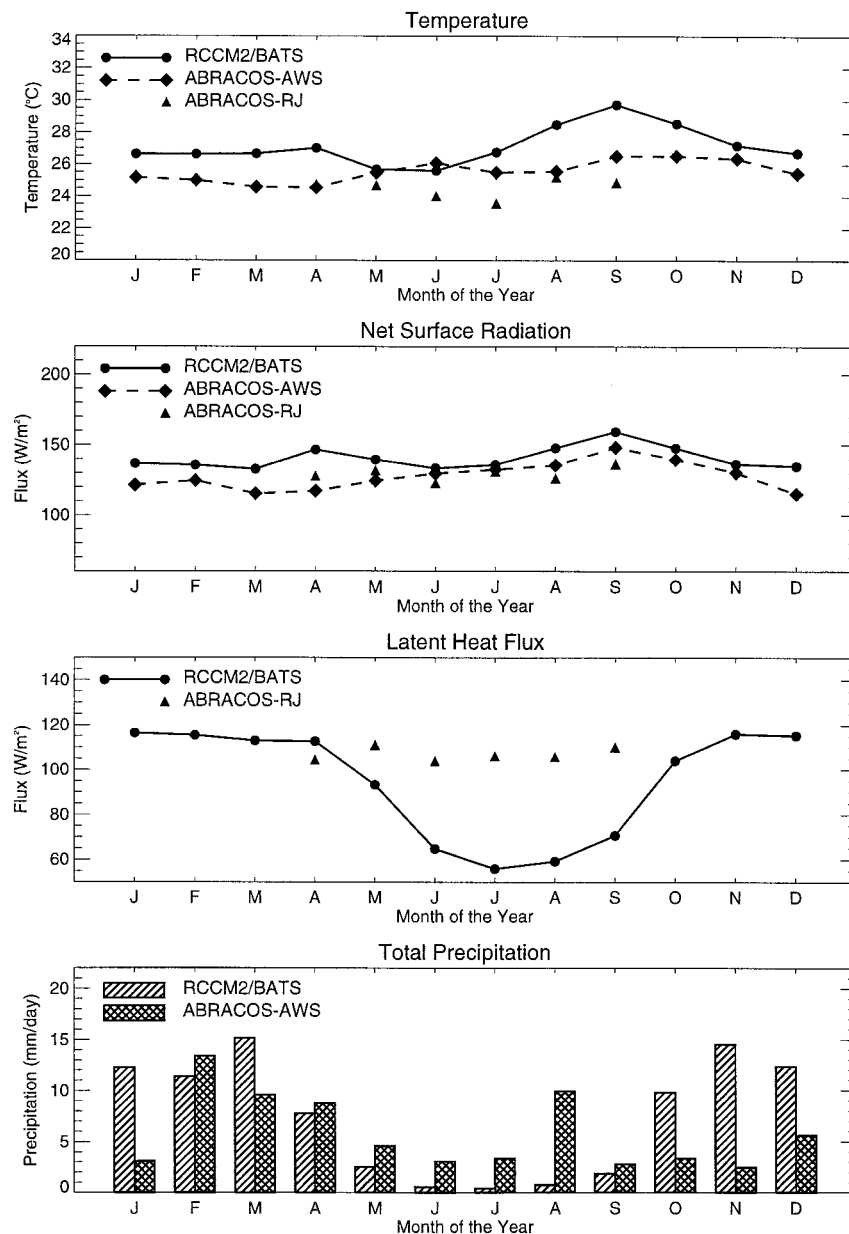 Temperature
34
32
30
28
26
24
22
20
Temperature (°C)
RCCM2/BATS
ABRACOS-AWS
ABRACOS-RJ
J F M A M J J A S O N D
Month of the Year
Net Surface Radiation
200
150
100
Flux (W/m²)
RCCM2/BATS
ABRACOS-AWS
ABRACOS-RJ
J F M A M J J A S O N D
Month of the Year
Latent Heat Flux
140
120
100
80
60
Flux (W/m²)
RCCM2/BATS
ABRACOS-RJ
J F M A M J J A S O N D
Month of the Year
Total Precipitation
20
15
10
5
0
Precipitation (mm/day)
RCCM2/BATS
ABRACOS-AWS
J F M A M J J A S O N D
Month of the Year